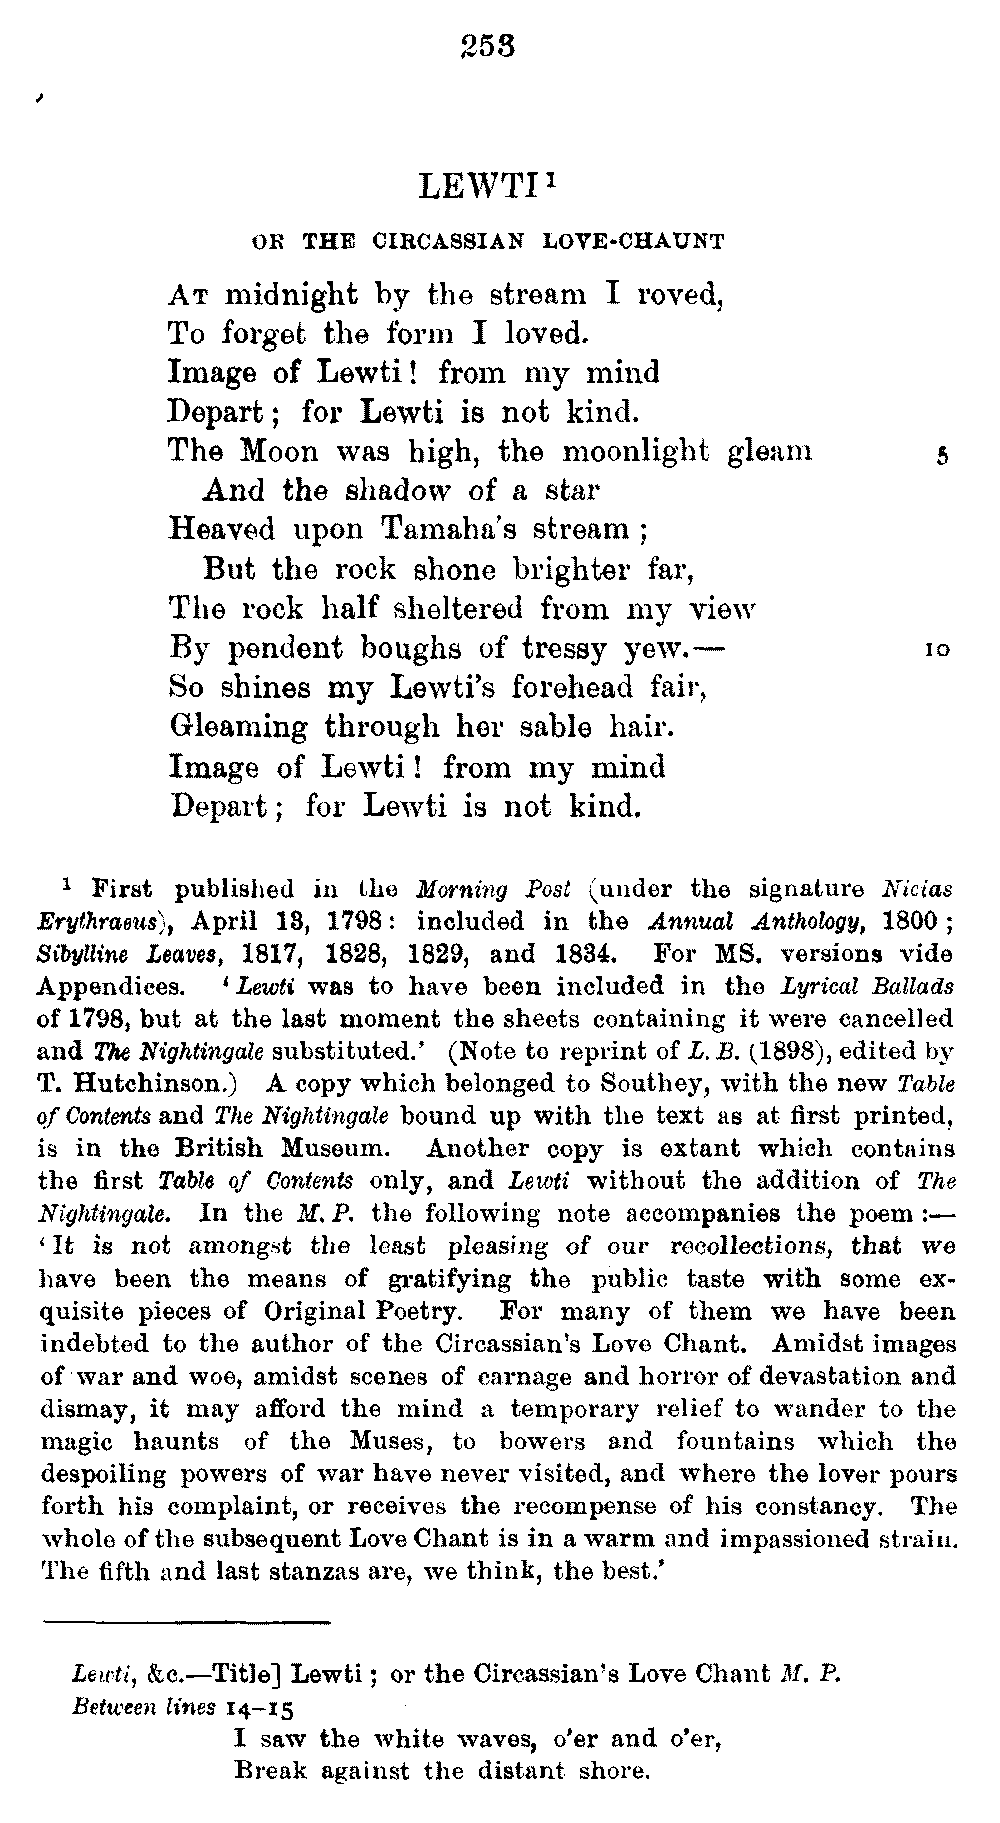 253
LEWTI¹
OR THE CIRCASSIAN LOVE-CHAUNT
AT midnight by the stream I roved,
To forget the form I loved.
Image of Lewti! from my mind
Depart; for Lewti is not kind.
The Moon was high, the moonlight gleam 5
And the shadow of a star
Heaved upon Tamaha's stream;
But the rock shone brighter far,
The rock half sheltered from my view
By pendent boughs of tressy yew.— 10
So shines my Lewti's forehead fair,
Gleaming through her sable hair.
Image of Lewti! from my mind
Depart; for Lewti is not kind.
¹ First published in the Morning Post (under the signature Nicias
Erythraeus), April 13, 1798: included in the Annual Anthology, 1800;
Sibylline Leaves, 1817, 1828, 1829, and 1834. For MS. versions vide
Appendices. 'Lewti was to have been included in the Lyrical Ballads
of 1798, but at the last moment the sheets containing it were cancelled
and The Nightingale substituted.' (Note to reprint of L. B. (1898), edited by
T. Hutchinson.) A copy which belonged to Southey, with the new Table
of Contents and The Nightingale bound up with the text as at first printed,
is in the British Museum. Another copy is extant which contains
the first Table of Contents only, and Lewti without the addition of The
Nightingale. In the M. P. the following note accompanies the poem:—
'It is not amongst the least pleasing of our recollections, that we
have been the means of gratifying the public taste with some ex-
quisite pieces of Original Poetry. For many of them we have been
indebted to the author of the Circassian's Love Chant. Amidst images
of war and woe, amidst scenes of carnage and horror of devastation and
dismay, it may afford the mind a temporary relief to wander to the
magic haunts of the Muses, to bowers and fountains which the
despoiling powers of war have never visited, and where the lover pours
forth his complaint, or receives the recompense of his constancy. The
whole of the subsequent Love Chant is in a warm and impassioned strain.
The fifth and last stanzas are, we think, the best.'
Lewti, &c.—Title] Lewti; or the Circassian's Love Chant M. P.
Between lines 14–15
I saw the white waves, o'er and o'er,
Break against the distant shore.